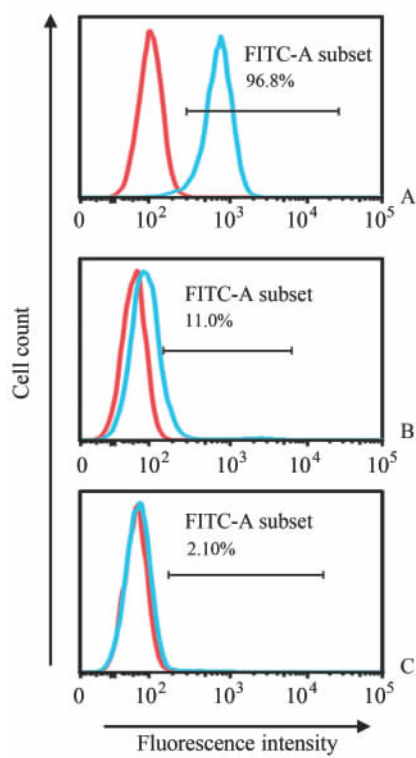 FITC-A subset
96.8%
0 10² 10³ 10⁴ 10⁵
A
FITC-A subset
11.0%
0 10² 10³ 10⁴ 10⁵
B
FITC-A subset
2.10%
0 10² 10³ 10⁴ 10⁵
C
Cell count
Fluorescence intensity